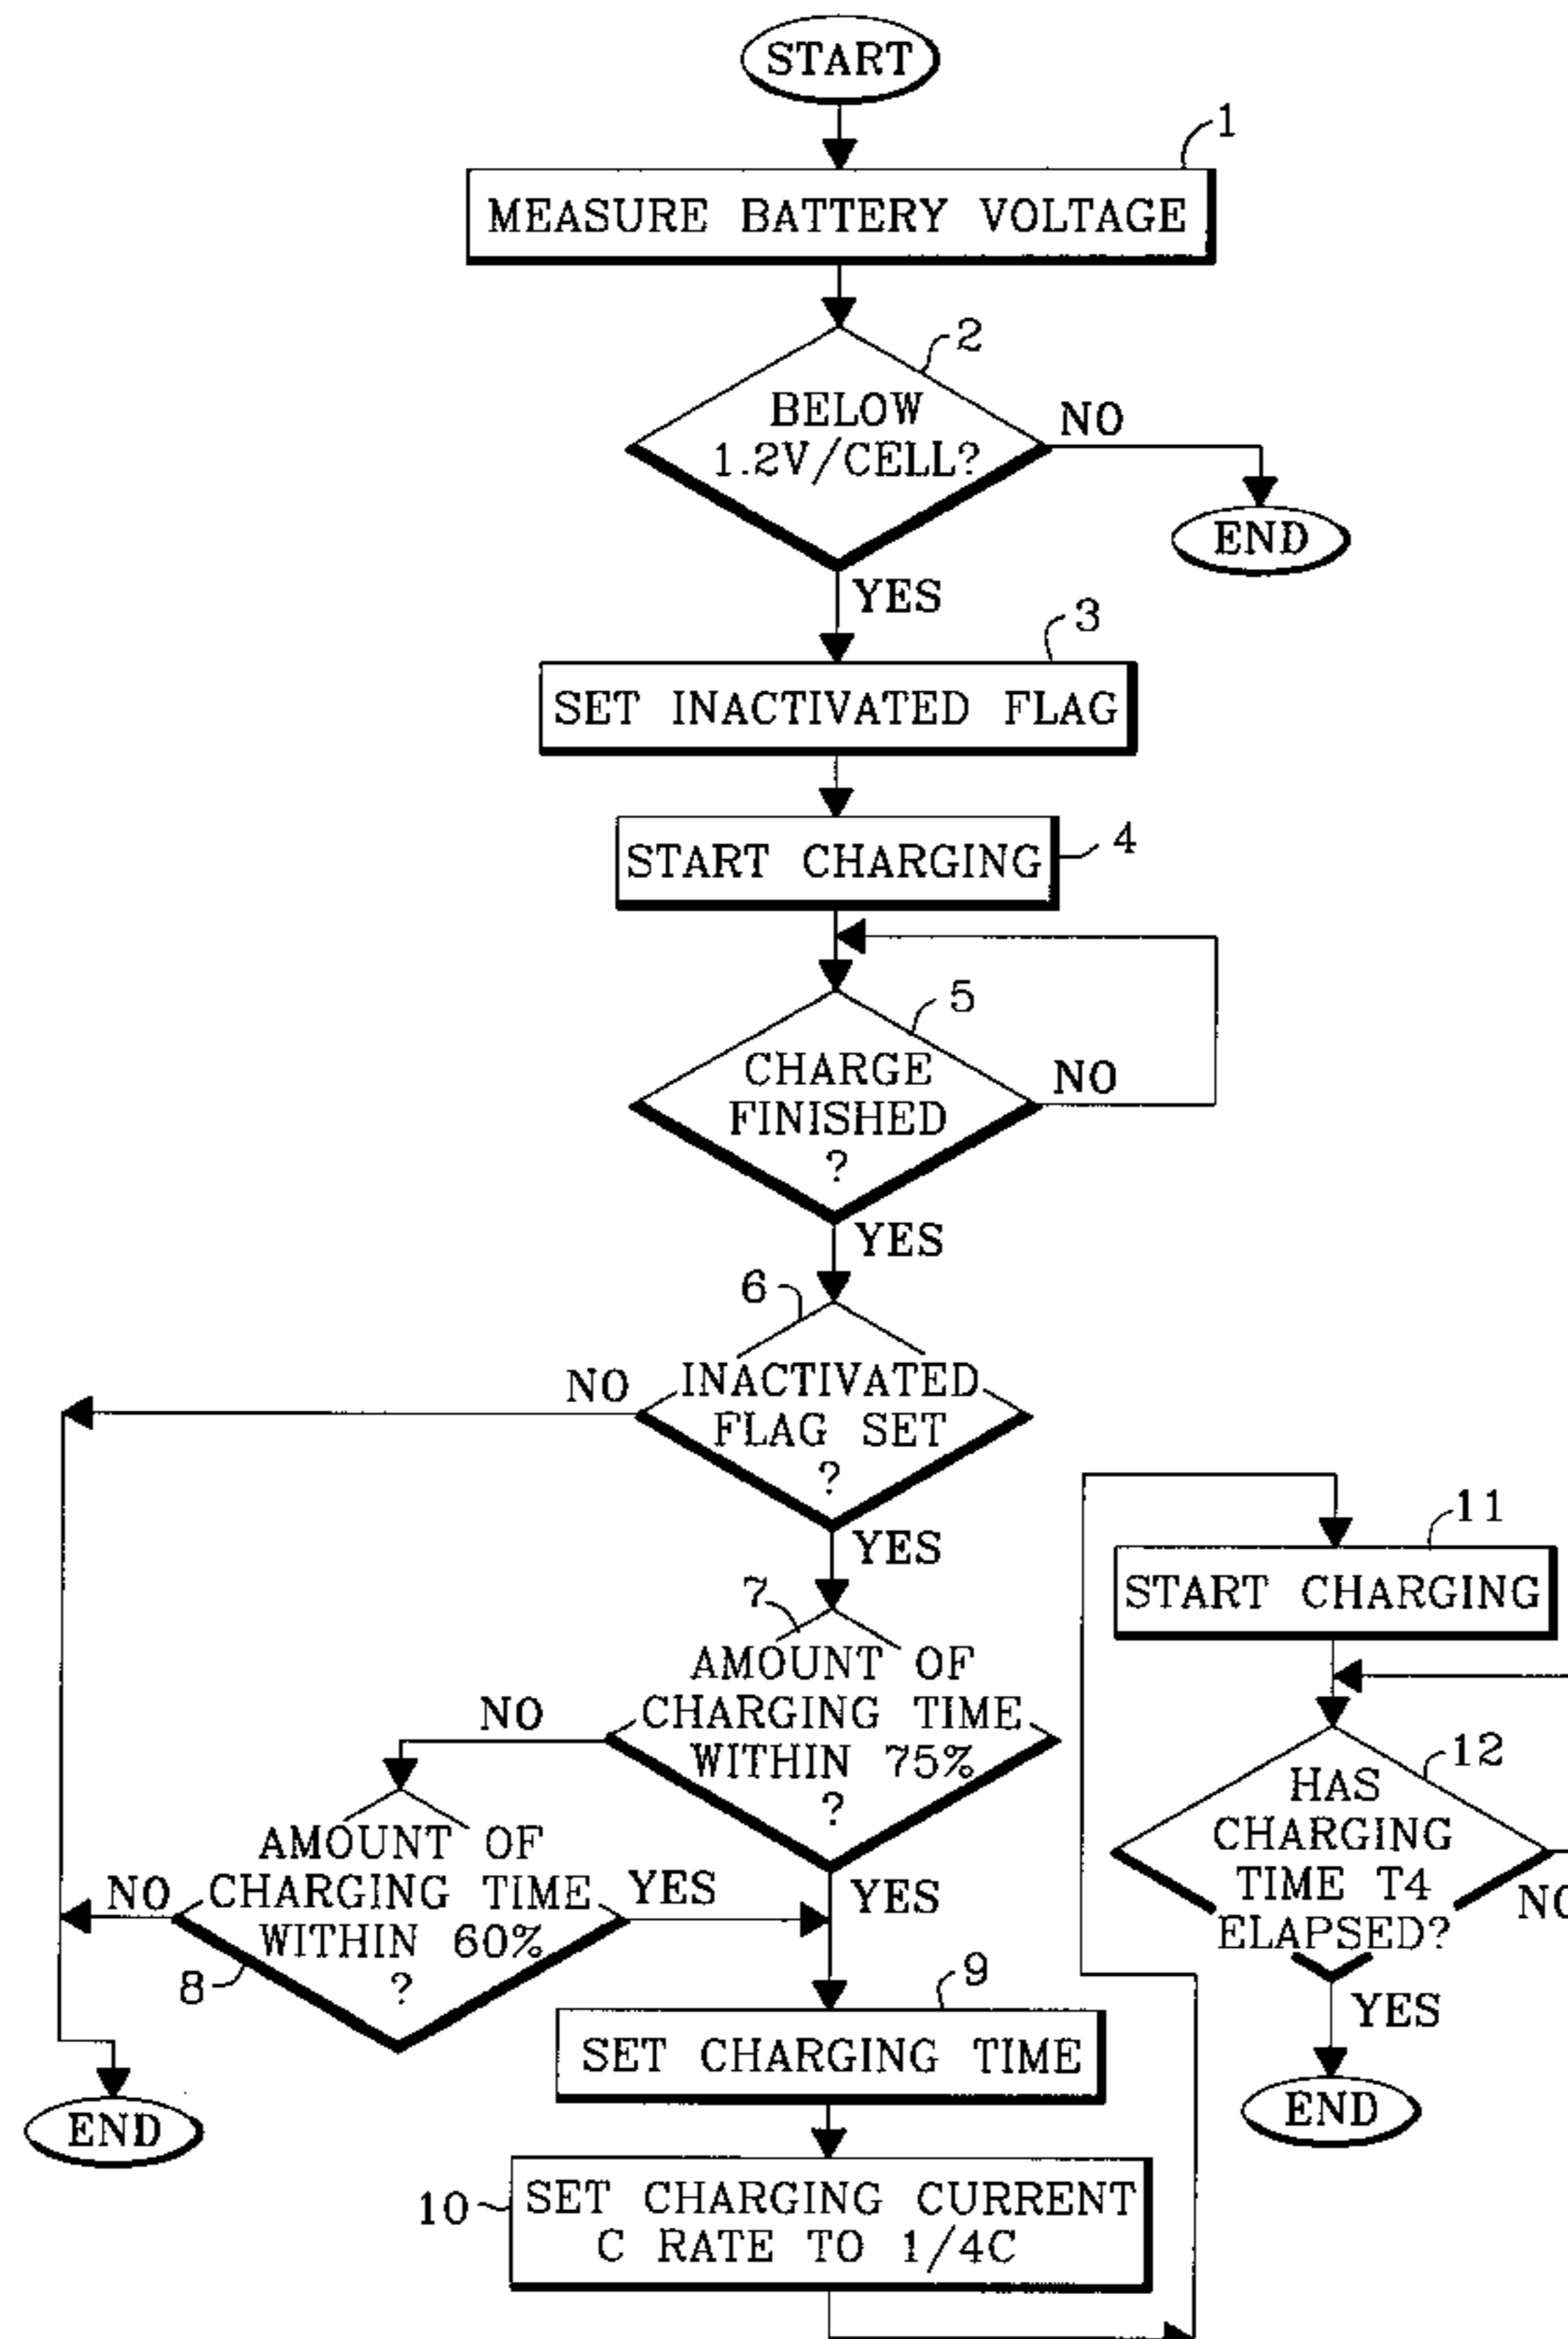 START
1
MEASURE BATTERY VOLTAGE
2
BELOW
1.2V/CELL?
NO
END
YES
3
SET INACTIVATED FLAG
START CHARGING
4
5
CHARGE
FINISHED
?
NO
YES
6
NO
INACTIVATED
FLAG SET
?
YES
7
AMOUNT OF
CHARGING TIME
WITHIN 75%
?
NO
YES
AMOUNT OF
CHARGING TIME
WITHIN 60%
?
NO
YES
8
END
9
SET CHARGING TIME
10
SET CHARGING CURRENT
C RATE TO 1/4C
11
START CHARGING
12
HAS
CHARGING
TIME T4
ELAPSED?
NO
YES
END